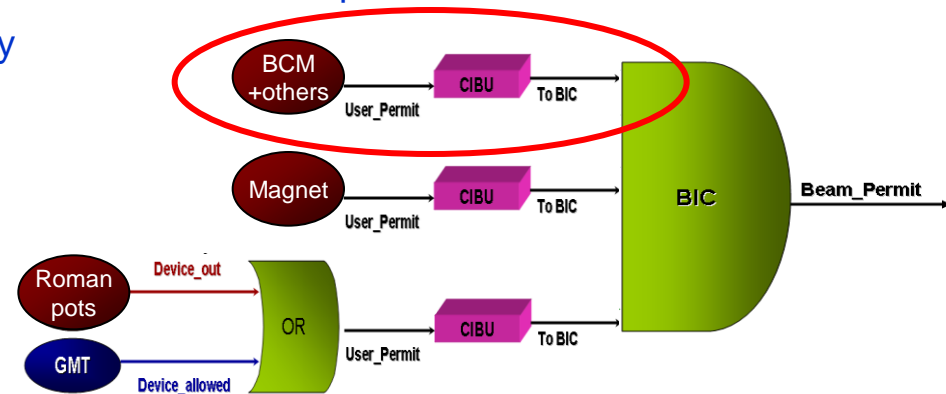 y
BCM
+others
User_Permit
CIBU
To BIC
Magnet
User_Permit
CIBU
To BIC
BIC
Beam_Permit
Roman
pots
Device_out
GMT
Device_allowed
OR
User_Permit
CIBU
To BIC